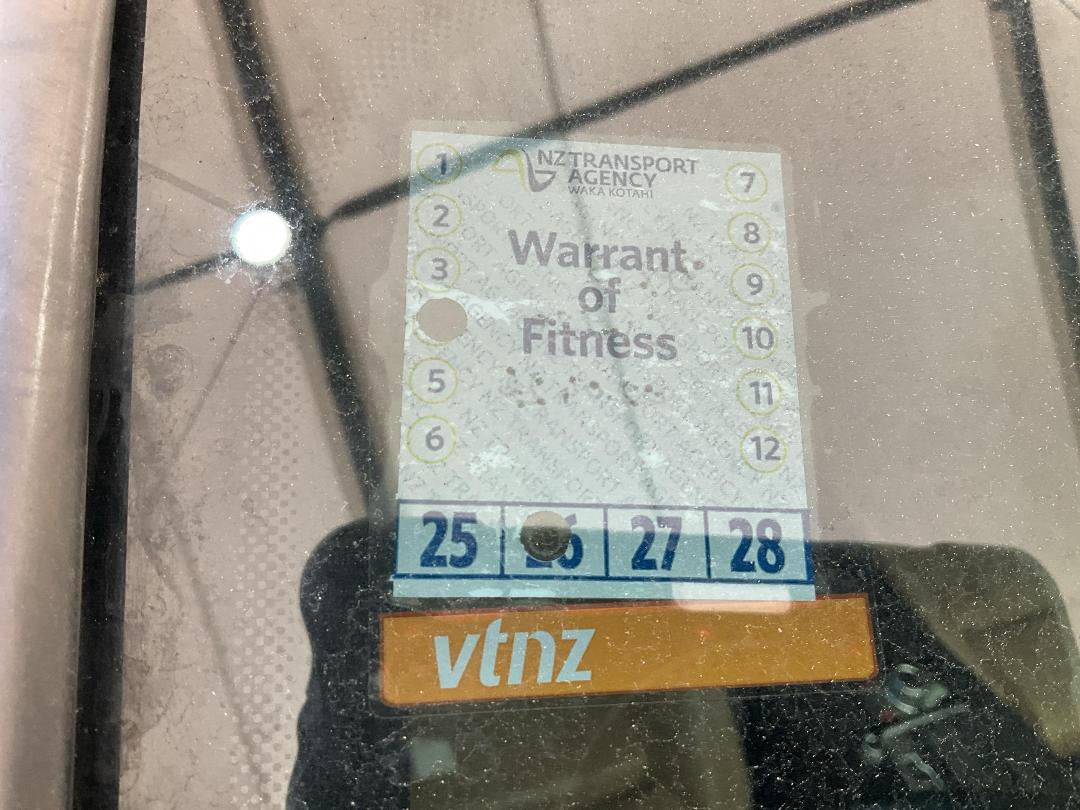 NZ TRANSPORT
AGENCY
WAKA KOTAHI
Warrant
of
Fitness
1
2
3
5
6
7
8
9
10
11
12
25 26 27 28
vtnz